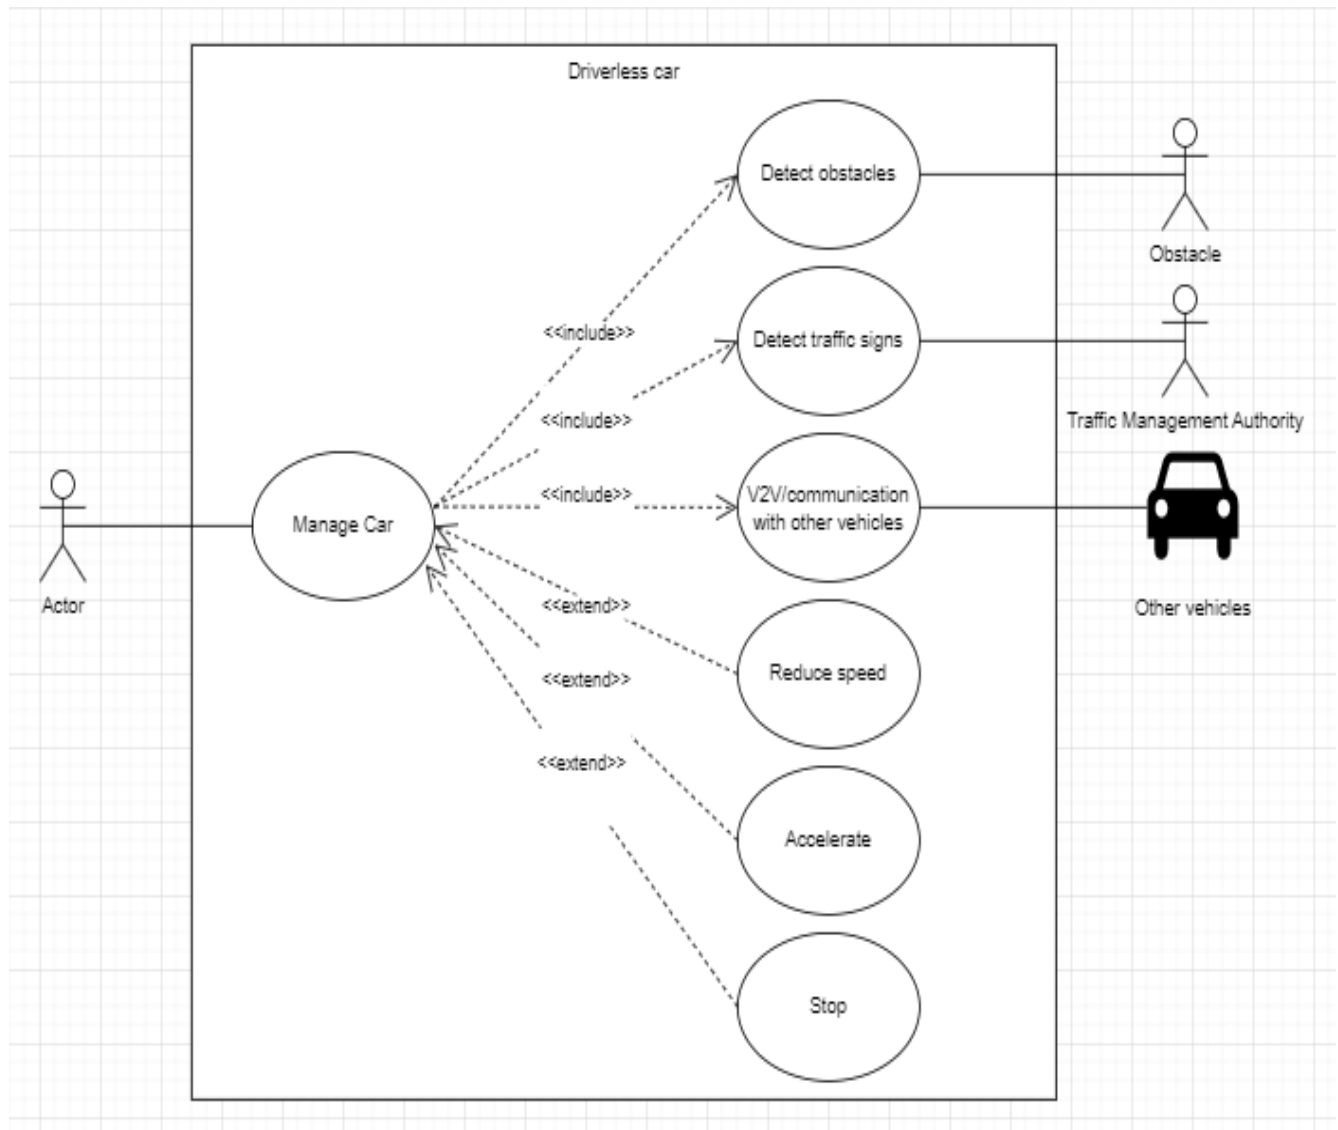 Driverless car
Detect obstacles
Obstacle
<<include>>
Detect traffic signs
Traffic Management Authority
<<include>>
<<include>>
V2V/communication
with other vehicles
Manage Car
Actor
Other vehicles
<<extend>>
Reduce speed
<<extend>>
<<extend>>
Accelerate
Stop